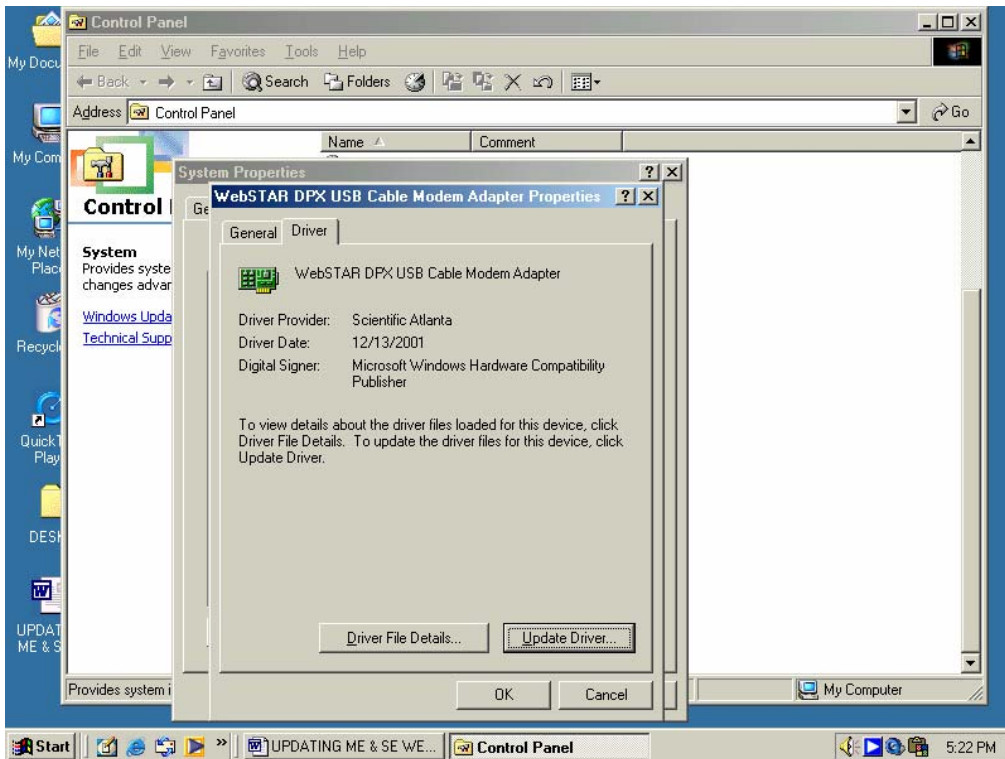 My Docu
My Com
My Net
Plac
Recycl
QuickT
Play
DESK
UPDAT
ME & S
Control Panel
File Edit View Favorites Tools Help
Back Search Folders
Address Control Panel Go
Name Comment
Control
System
Provides syste
changes advar
Windows Upda
Technical Supp
System Properties
Ge
WebSTAR DPX USB Cable Modem Adapter Properties
General Driver
WebSTAR DPX USB Cable Modem Adapter
Driver Provider: Scientific Atlanta
Driver Date: 12/13/2001
Digital Signer: Microsoft Windows Hardware Compatibility
Publisher
To view details about the driver files loaded for this device, click
Driver File Details. To update the driver files for this device, click
Update Driver.
Driver File Details... Update Driver...
OK Cancel
Provides system i My Computer
Start » UPDATING ME & SE WE... Control Panel 5:22 PM